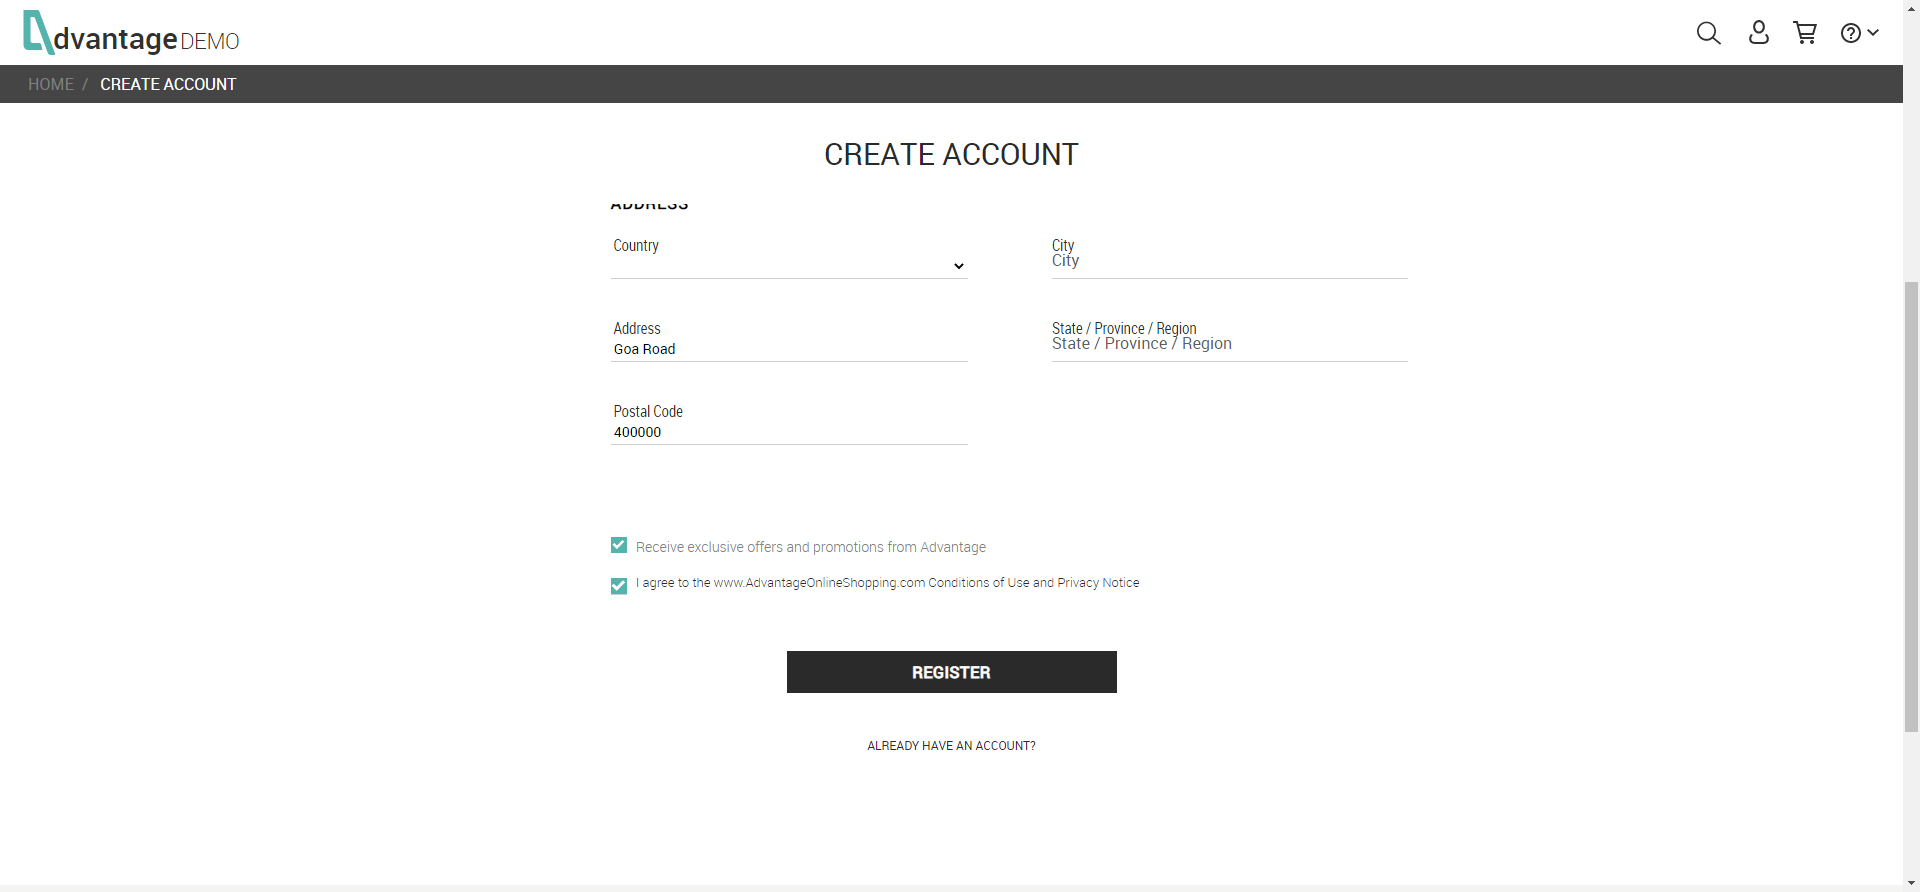 dvantage DEMO
HOME / CREATE ACCOUNT
CREATE ACCOUNT
ADDRESS
Country
City
City
Address
Goa Road
State / Province / Region
State / Province / Region
Postal Code
400000
Receive exclusive offers and promotions from Advantage
I agree to the www.AdvantageOnlineShopping.com Conditions of Use and Privacy Notice
REGISTER
ALREADY HAVE AN ACCOUNT?